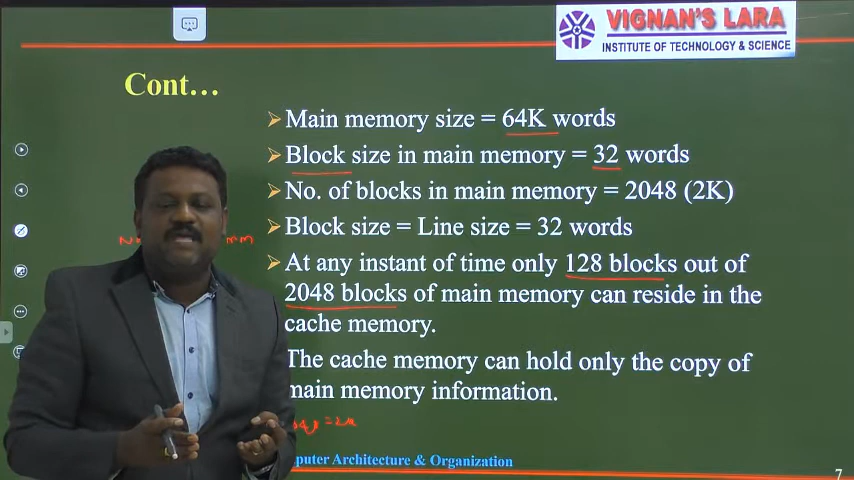 VIGNAN'S LARA
INSTITUTE OF TECHNOLOGY & SCIENCE
Cont…
Main memory size = 64K words
Block size in main memory = 32 words
No. of blocks in main memory = 2048 (2K)
Block size = Line size = 32 words
At any instant of time only 128 blocks out of
2048 blocks of main memory can reside in the
cache memory.
The cache memory can hold only the copy of
main memory information.
puter Architecture & Organization
7